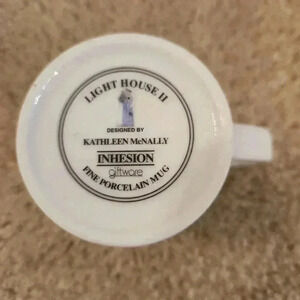 LIGHT HOUSE II
DESIGNED BY
KATHLEEN McNALLY
INHESION
giftware
FINE PORCELAIN MUG